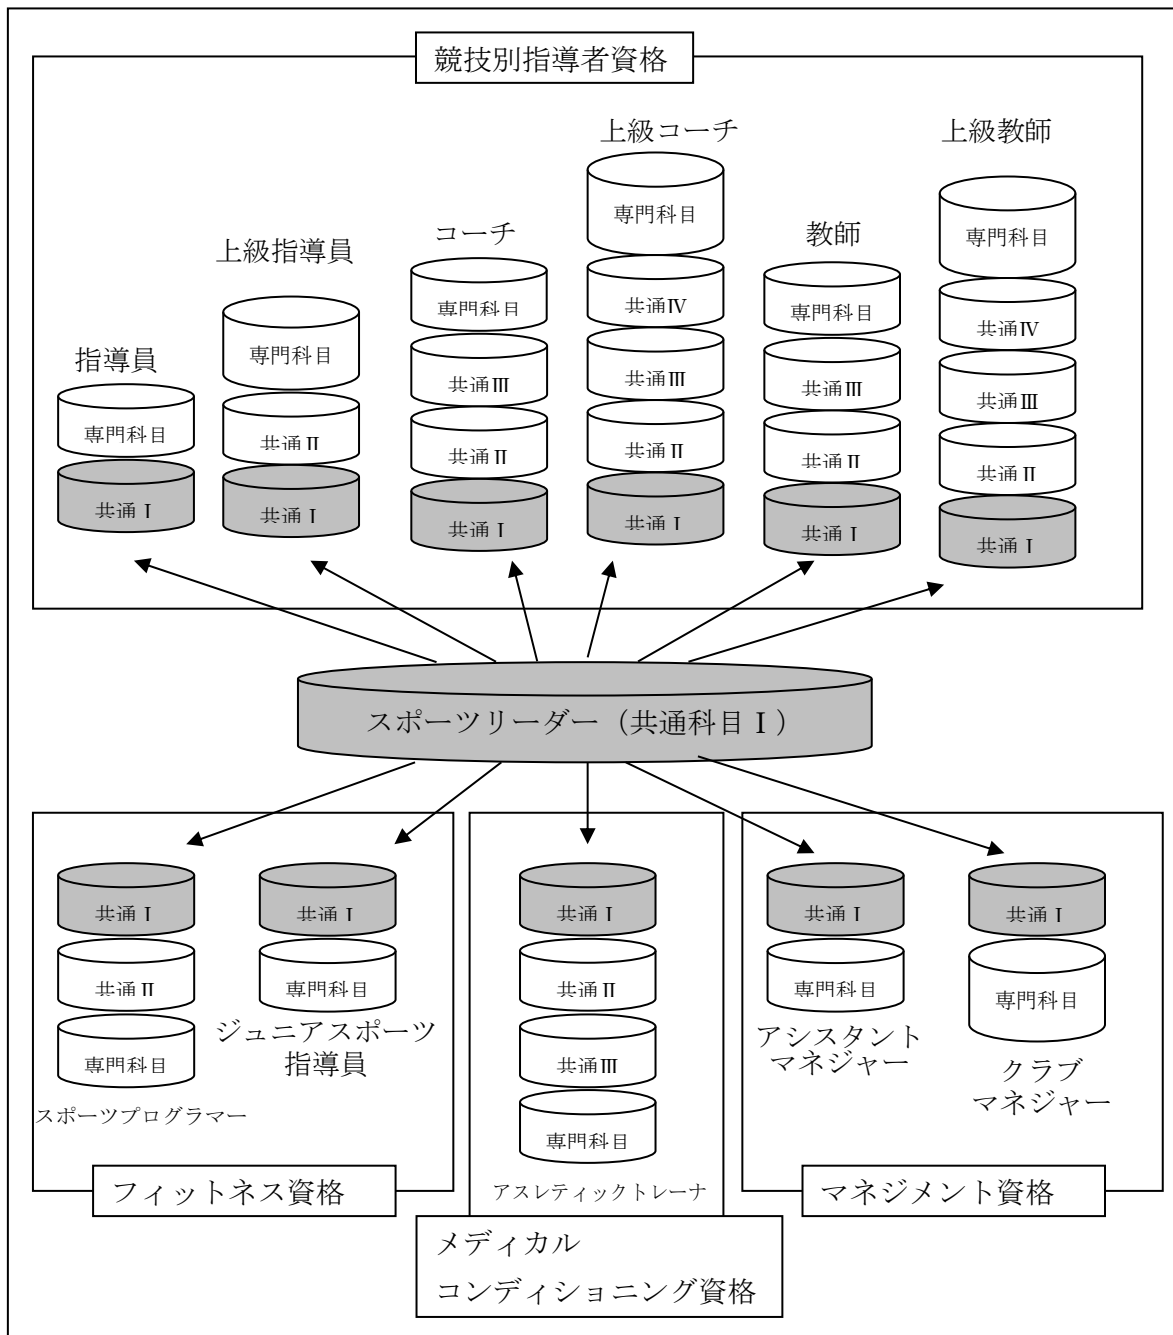 競技別指導者資格
指導員
専門科目
共通Ⅰ
上級指導員
専門科目
共通Ⅱ
共通Ⅰ
コーチ
専門科目
共通Ⅲ
共通Ⅱ
共通Ⅰ
上級コーチ
専門科目
共通Ⅳ
共通Ⅲ
共通Ⅱ
共通Ⅰ
教師
専門科目
共通Ⅲ
共通Ⅱ
共通Ⅰ
上級教師
専門科目
共通Ⅳ
共通Ⅲ
共通Ⅱ
共通Ⅰ
スポーツリーダー（共通科目Ⅰ）
共通Ⅰ
共通Ⅱ
専門科目
スポーツプログラマー
共通Ⅰ
専門科目
ジュニアスポーツ
指導員
フィットネス資格
共通Ⅰ
共通Ⅱ
共通Ⅲ
専門科目
アスレティックトレーナ
メディカル
コンディショニング資格
共通Ⅰ
専門科目
アシスタント
マネジャー
共通Ⅰ
専門科目
クラブ
マネジャー
マネジメント資格